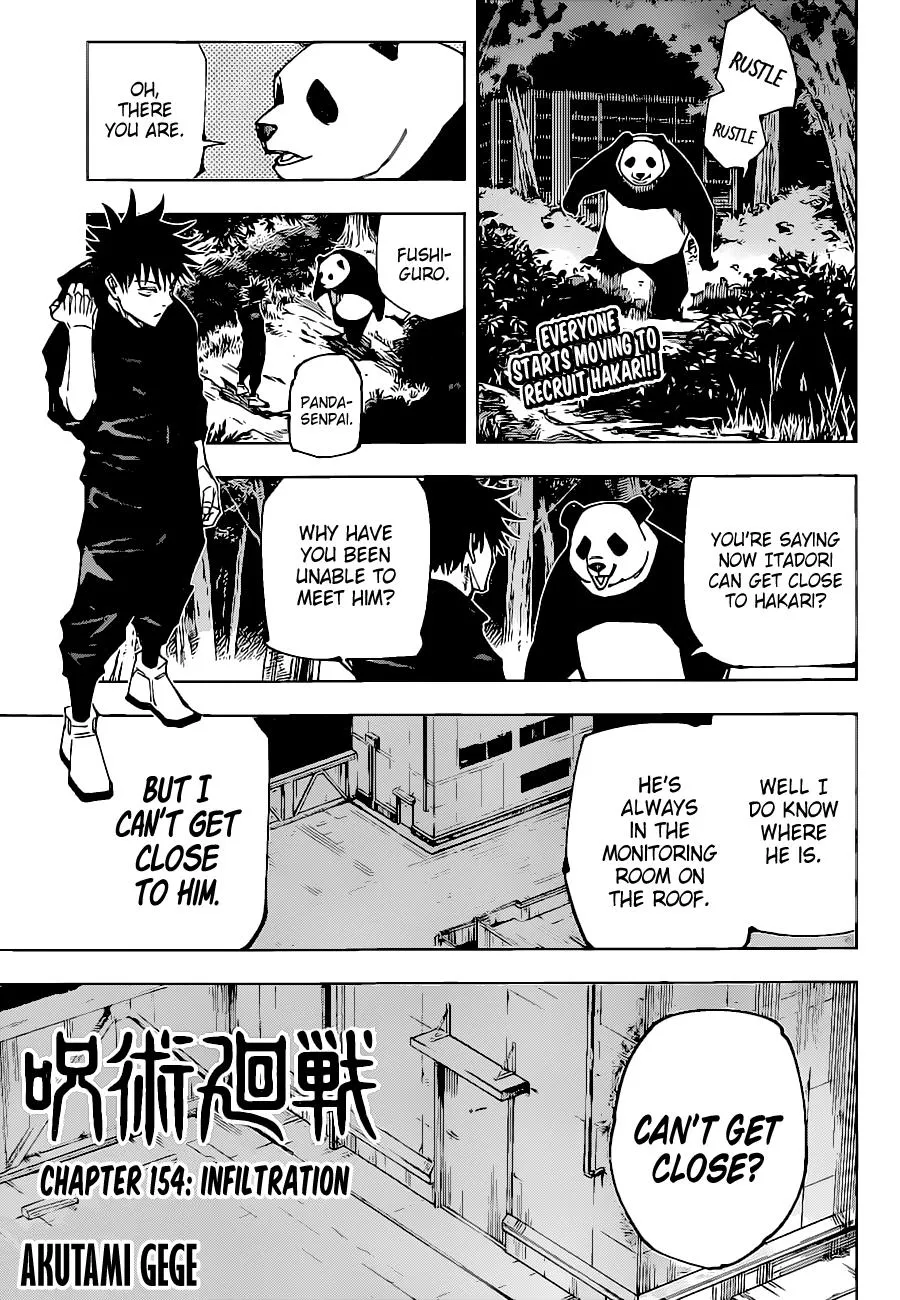 RUSTLE
RUSTLE
EVERYONE
STARTS MOVING TO
RECRUIT HAKARI!!
OH,
THERE
YOU ARE.
FUSHI-
GURO.
PANDA-
SENPAI.
YOU'RE SAYING
NOW ITADORI
CAN GET CLOSE
TO HAKARI?
WHY HAVE
YOU BEEN
UNABLE TO
MEET HIM?
WELL I
DO KNOW
WHERE
HE IS.
HE'S
ALWAYS
IN THE
MONITORING
ROOM ON
THE ROOF.
BUT I
CAN'T GET
CLOSE
TO HIM.
CAN'T GET
CLOSE?
呪術廻戦
CHAPTER 154: INFILTRATION
AKUTAMI GEGE